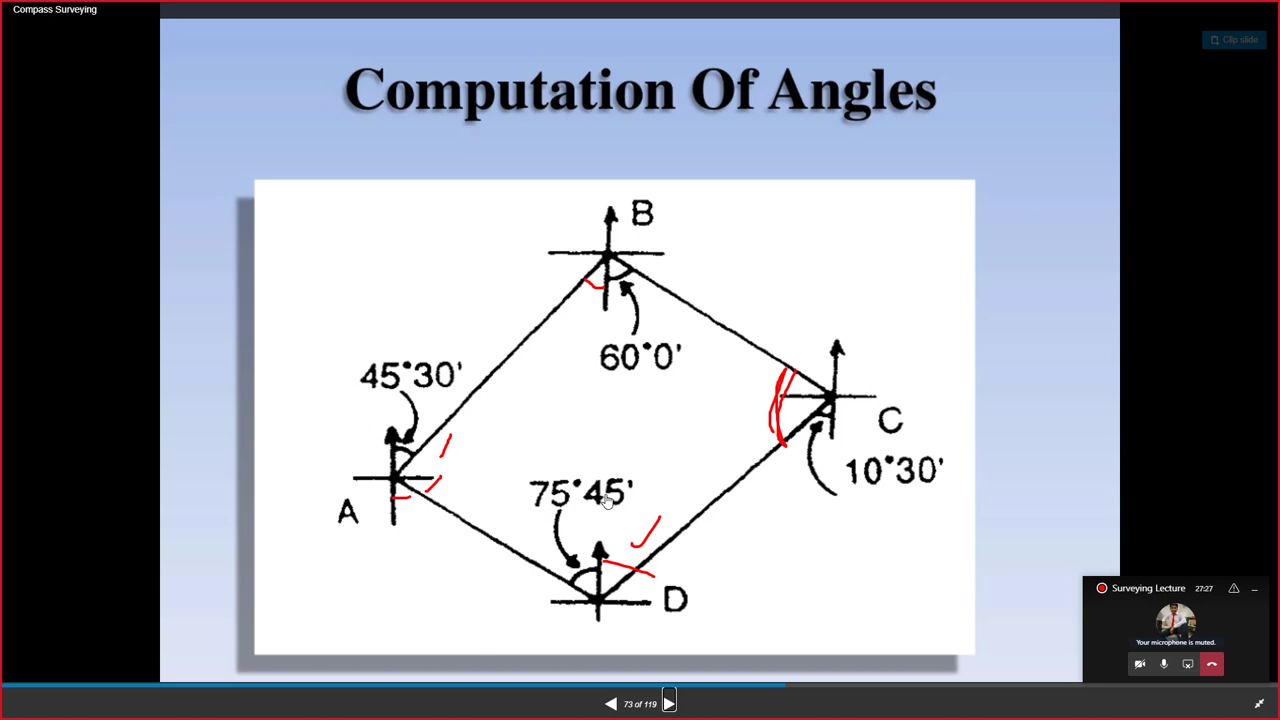 Compass Surveying
Clip slide
Computation Of Angles
B
60°0'
45°30'
C
10°30'
A
75°45'
D
Surveying Lecture 27:27
Your microphone is muted.
73 of 119